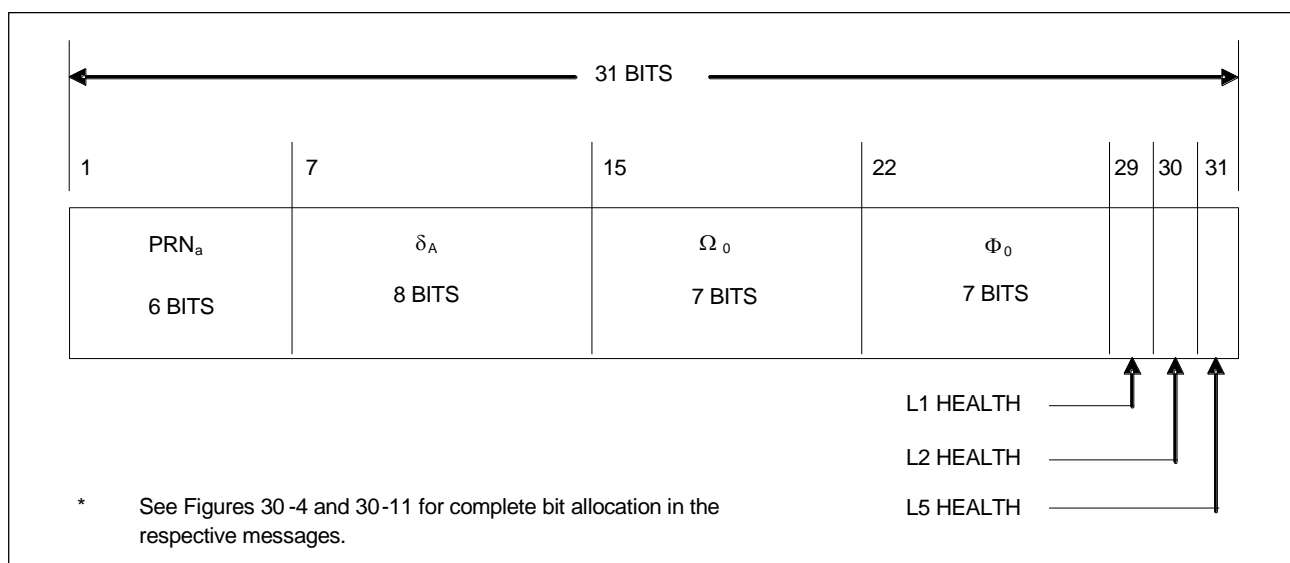 31 BITS
1 7 15 22 29 30 31
PRNₐ δ_A Ω₀ Φ₀
6 BITS 8 BITS 7 BITS 7 BITS
L1 HEALTH
L2 HEALTH
L5 HEALTH
* See Figures 30-4 and 30-11 for complete bit allocation in the
respective messages.